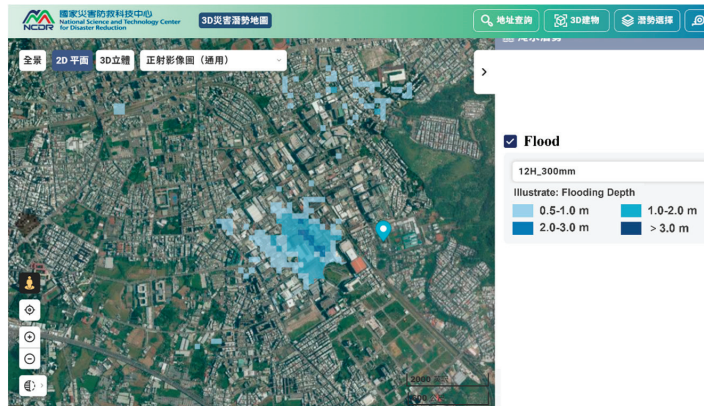 國家災害防救科技中心
National Science and Technology Center
for Disaster Reduction
NCDR
3D災害潛勢地圖
地址查詢
3D建物
潛勢選擇
全景
2D 平面
3D立體
正射影像圖（通用）
Flood
12H_300mm
Illustrate: Flooding Depth
0.5-1.0 m
1.0-2.0 m
2.0-3.0 m
> 3.0 m
2000